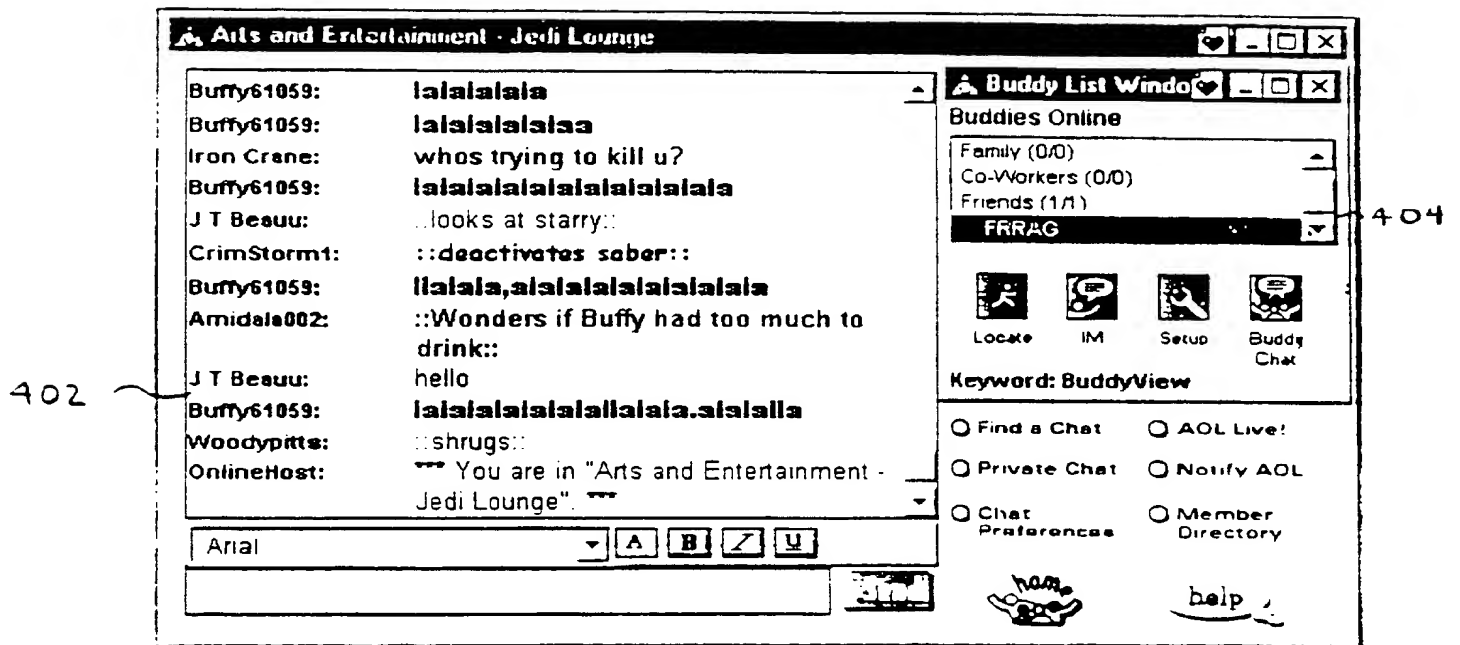 Arts and Entertainment - Jedi Lounge
Buffy61059: lalalalala
Buffy61059: lalalalalalaa
Iron Crane: whos trying to kill u?
Buffy61059: lalalalalalalalalalalala
J T Beauu: ::looks at starry::
CrimStorm1: ::deactivates saber::
Buffy61059: llalala,alalalalalalalalala
Amidala002: ::Wonders if Buffy had too much to
drink::
J T Beauu: hello
Buffy61059: lalalalalalalallalala.alalalla
Woodypitts: ::shrugs::
OnlineHost: *** You are in "Arts and Entertainment -
Jedi Lounge". ***
Arial
A B I U
402
Buddy List Windo
Buddies Online
Family (0/0)
Co-Workers (0/0)
Friends (1/1)
FRRAG
404
Locate IM Setup Buddy
Chat
Keyword: BuddyView
Find a Chat AOL Live!
Private Chat Notify AOL
Chat
Preferences
Member
Directory
home
help